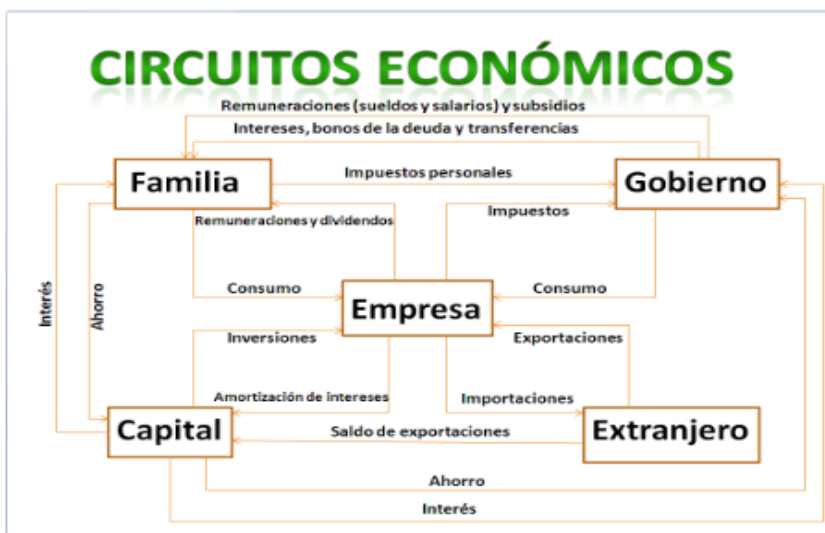 CIRCUITOS ECONÓMICOS
Remuneraciones (sueldos y salarios) y subsidios
Intereses, bonos de la deuda y transferencias
Familia
Impuestos personales
Gobierno
Remuneraciones y dividendos
Impuestos
Interés
Ahorro
Consumo
Empresa
Consumo
Inversiones
Exportaciones
Amortización de intereses
Importaciones
Capital
Saldo de exportaciones
Extranjero
Ahorro
Interés